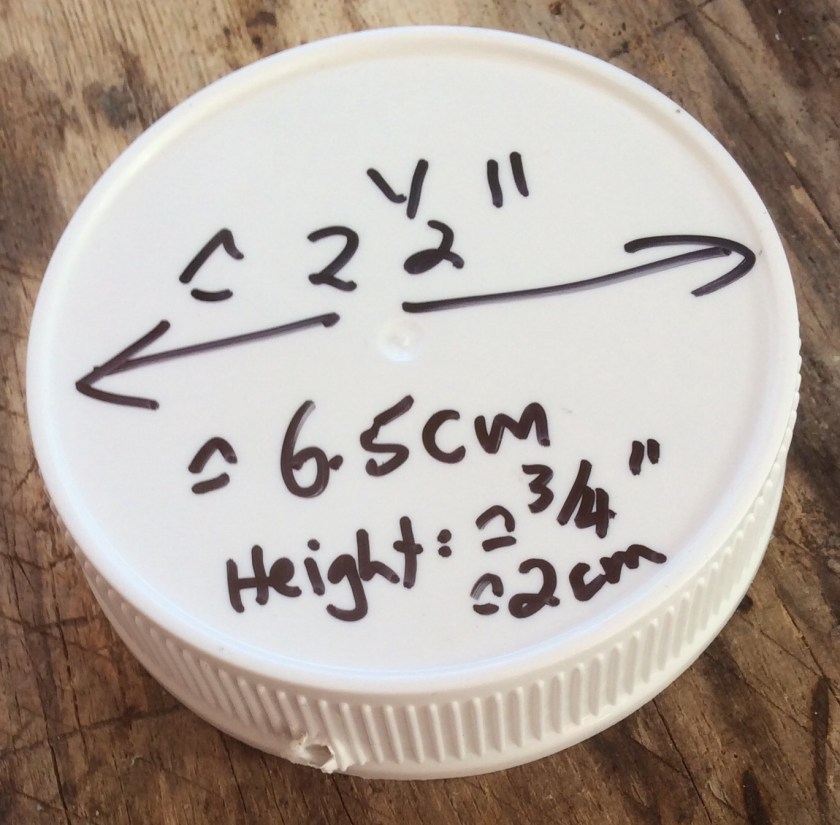 ≙ 2 1/2 "
≙ 6.5cm
Height: ≙ 3/4 "
≙ 2cm